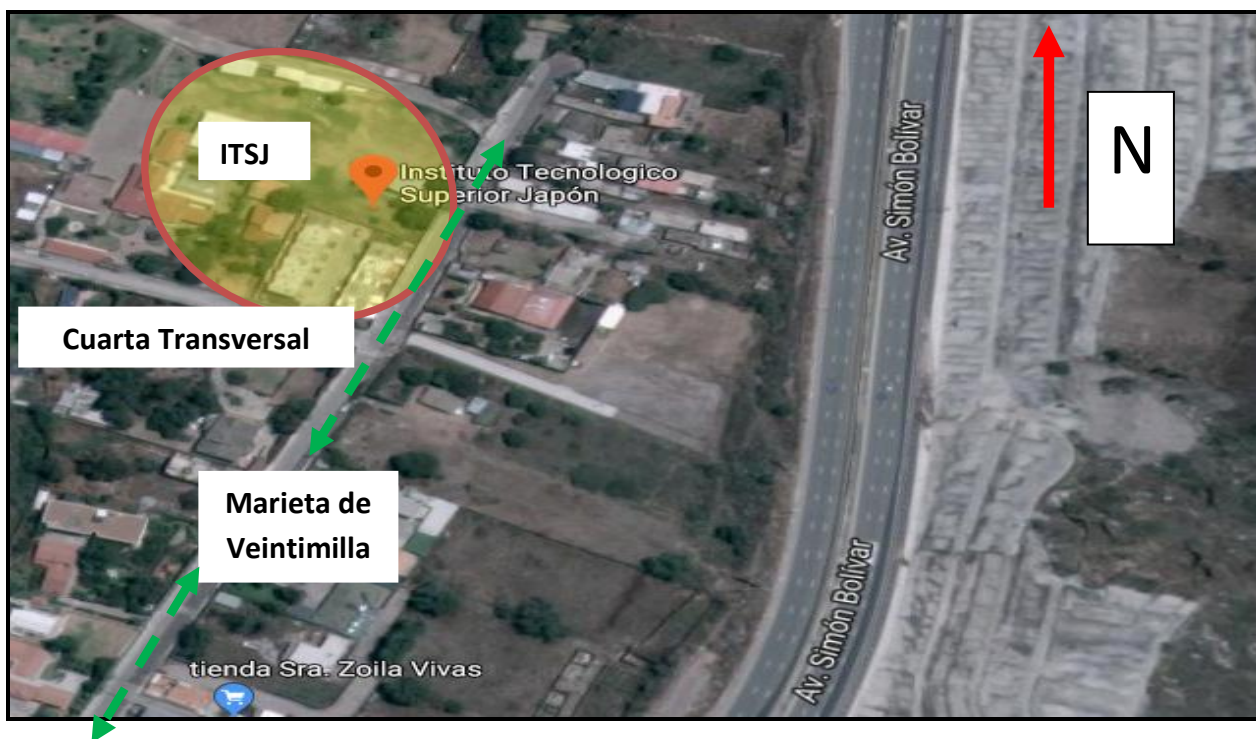 ITSJ
Instituto Tecnologico
Superior Japón
Av. Simón Bolívar
N
Cuarta Transversal
Marieta de
Veintimilla
Av. Simón Bolívar
tienda Sra. Zoila Vivas